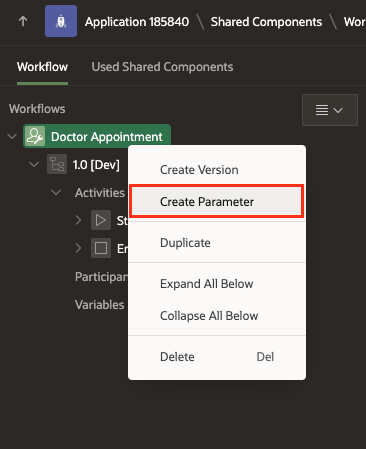 Application 185840 \ Shared Components \ Wor
Workflow Used Shared Components
Workflows
Doctor Appointment
1.0 [Dev]
Create Version
Activities
Create Parameter
St
Duplicate
Er
Participan
Expand All Below
Variables
Collapse All Below
Delete Del